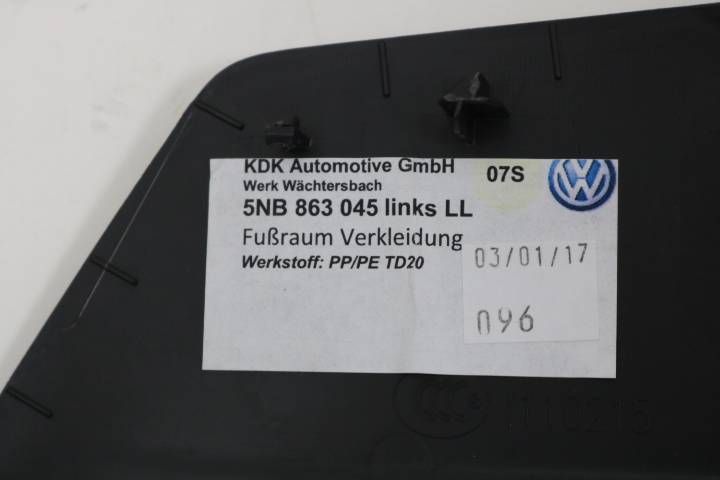 KDK Automotive GmbH
Werk Wächtersbach
07S
5NB 863 045 links LL
Fußraum Verkleidung
Werkstoff: PP/PE TD20
03/01/17
096
CCC